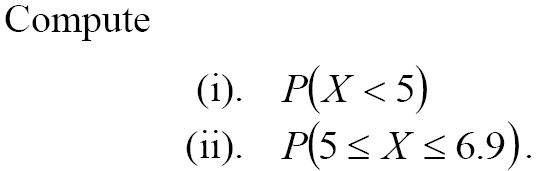 Compute
(i). P(X < 5)
(ii). P(5 ≤ X ≤ 6.9).